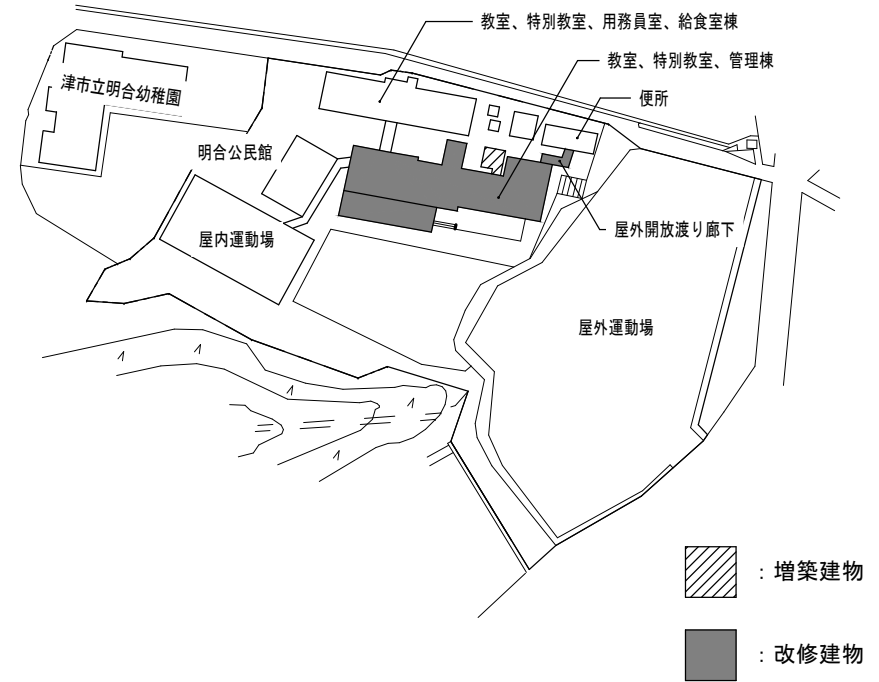 教室、特別教室、用務員室、給食室棟
教室、特別教室、管理棟
便所
津市立明合幼稚園
明合公民館
屋内運動場
屋外開放渡り廊下
屋外運動場
：増築建物
：改修建物